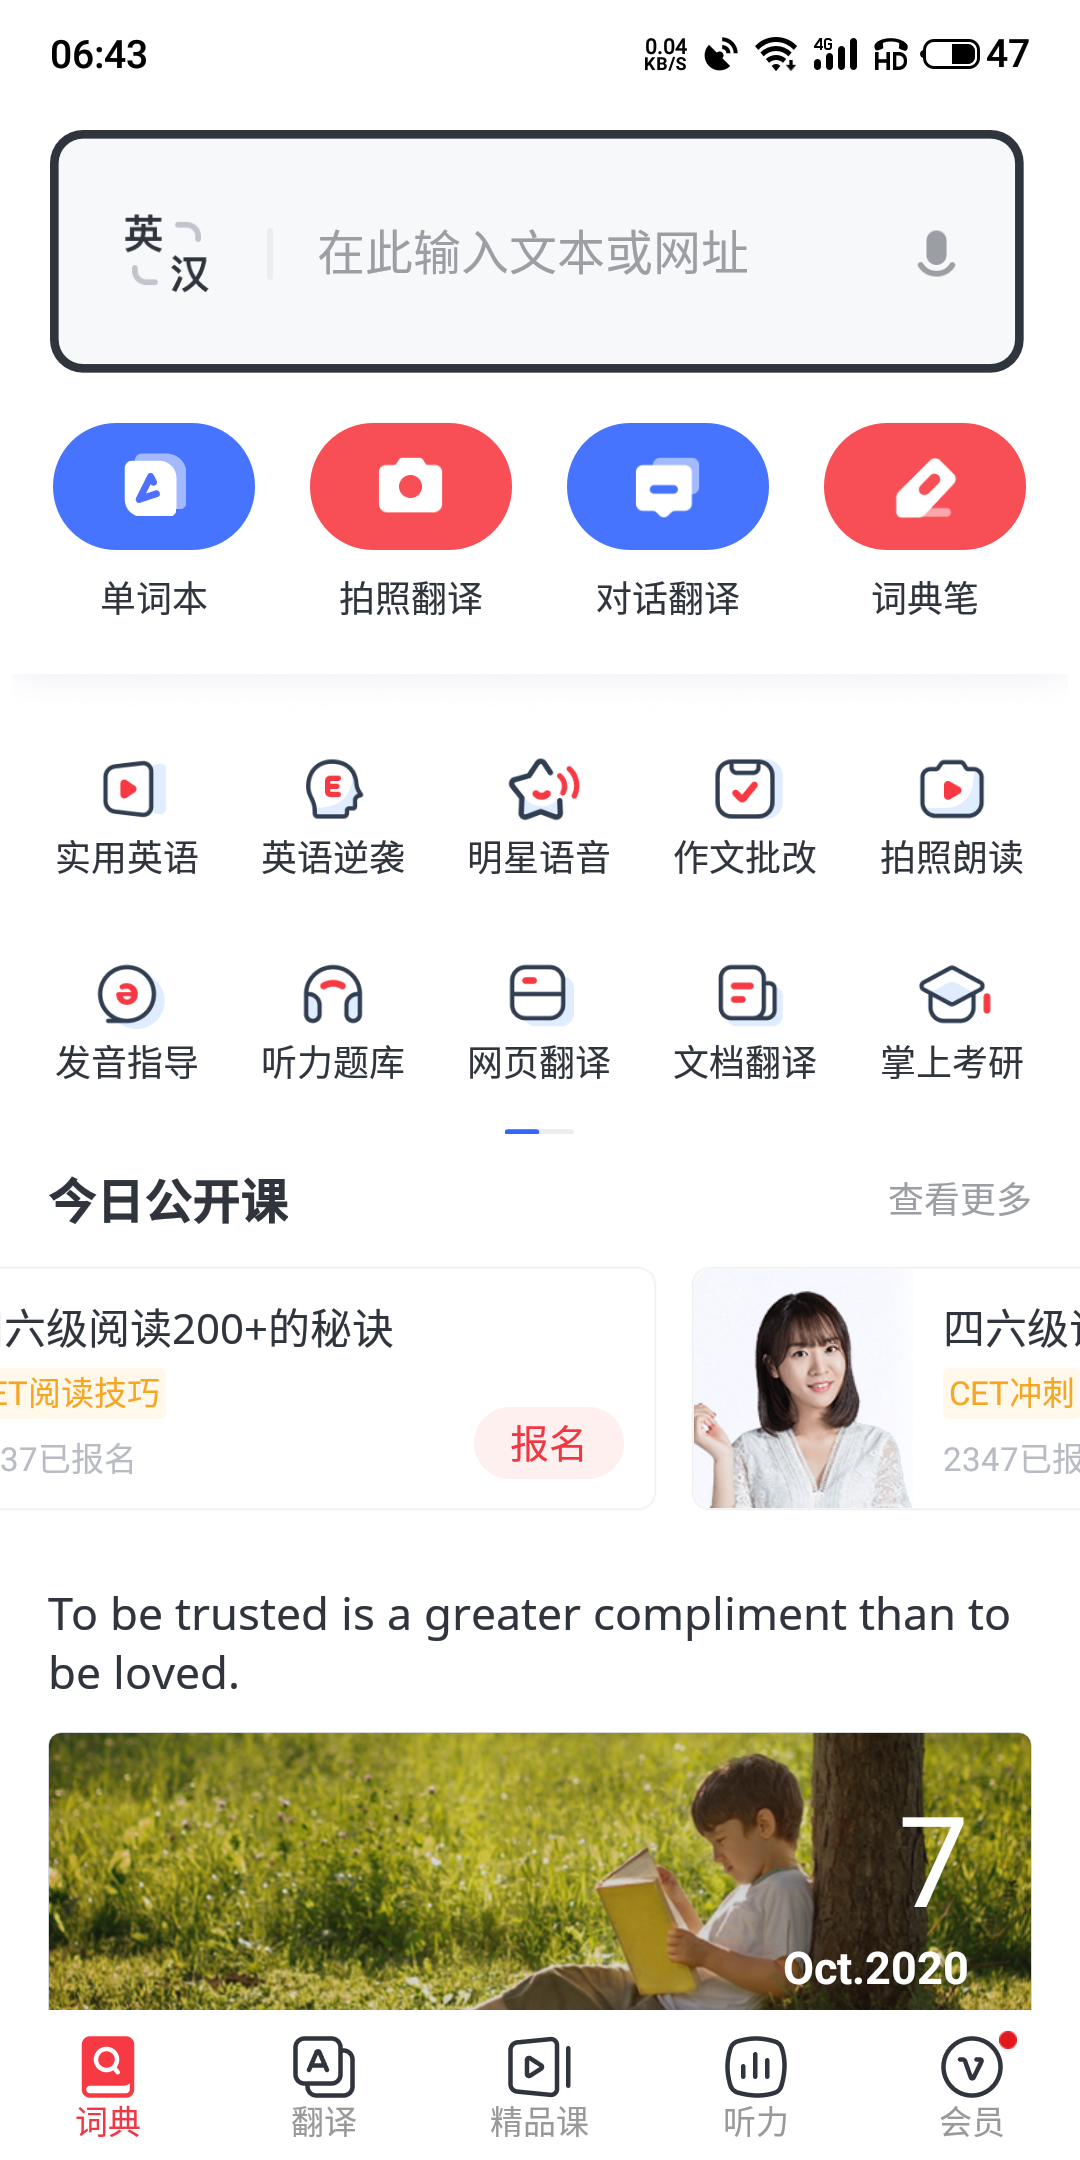 06:43
0.04
KB/S
4G
HD
47
英
汉
在此输入文本或网址
单词本
拍照翻译
对话翻译
词典笔
实用英语
英语逆袭
明星语音
作文批改
拍照朗读
发音指导
听力题库
网页翻译
文档翻译
掌上考研
今日公开课
查看更多
六级阅读200+的秘诀
ET阅读技巧
37已报名
报名
四六级
CET冲刺
2347已报
To be trusted is a greater compliment than to
be loved.
7
Oct.2020
词典
翻译
精品课
听力
会员